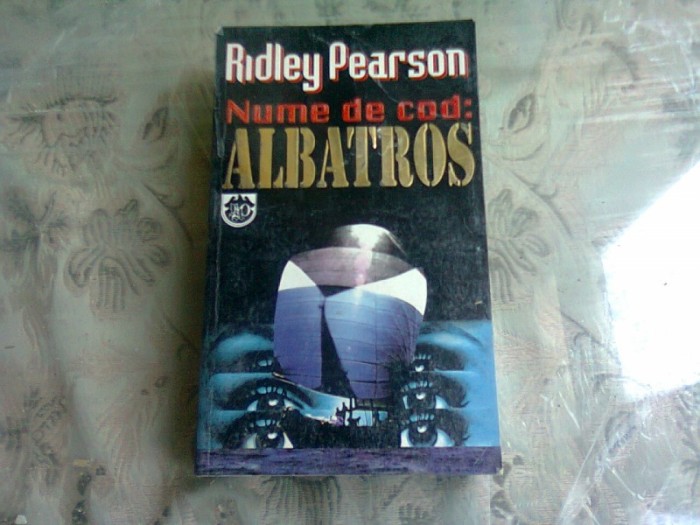 Ridley Pearson
Nume de cod:
ALBATROS